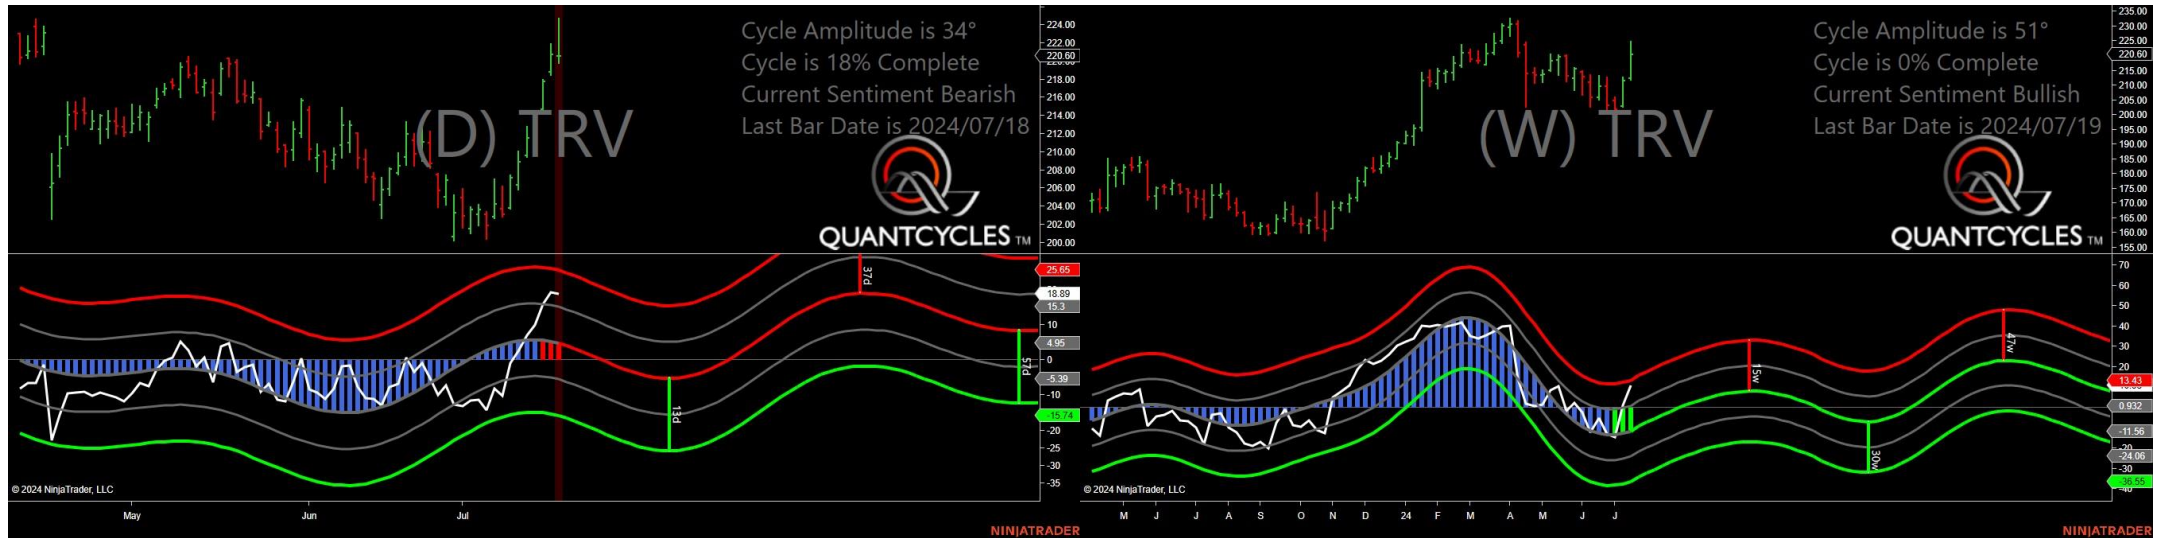 Cycle Amplitude is 34°
Cycle is 18% Complete
Current Sentiment Bearish
Last Bar Date is 2024/07/18
(D) TRV
QUANTCYCLES TM
224.00
222.00
220.60
218.00
216.00
214.00
212.00
210.00
208.00
206.00
204.00
202.00
200.00
25.65
18.89
15.3
10
4.95
0
-5.39
-10
-15.74
-20
-25
-30
-35
13d
37d
57d
© 2024 NinjaTrader, LLC
May Jun Jul
NINJATRADER
Cycle Amplitude is 51°
Cycle is 0% Complete
Current Sentiment Bullish
Last Bar Date is 2024/07/19
(W) TRV
QUANTCYCLES TM
235.00
230.00
225.00
220.60
215.00
210.00
205.00
200.00
195.00
190.00
185.00
180.00
175.00
170.00
165.00
160.00
155.00
70
60
50
40
30
20
13.43
0.932
-11.56
-24.06
-30
-36.55
15w
30w
47w
© 2024 NinjaTrader, LLC
M J J A S O N D 24 F M A M J J
NINJATRADER